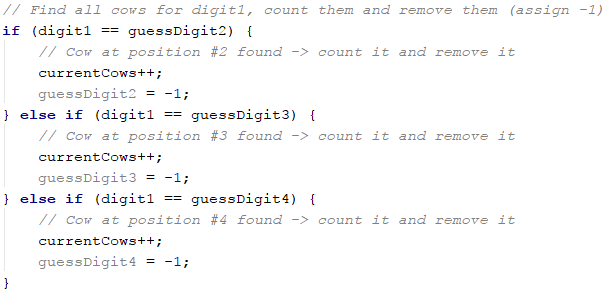 // Find all cows for digit1, count them and remove them (assign -1)
if (digit1 == guessDigit2) {
    // Cow at position #2 found -> count it and remove it
    currentCows++;
    guessDigit2 = -1;
} else if (digit1 == guessDigit3) {
    // Cow at position #3 found -> count it and remove it
    currentCows++;
    guessDigit3 = -1;
} else if (digit1 == guessDigit4) {
    // Cow at position #4 found -> count it and remove it
    currentCows++;
    guessDigit4 = -1;
}